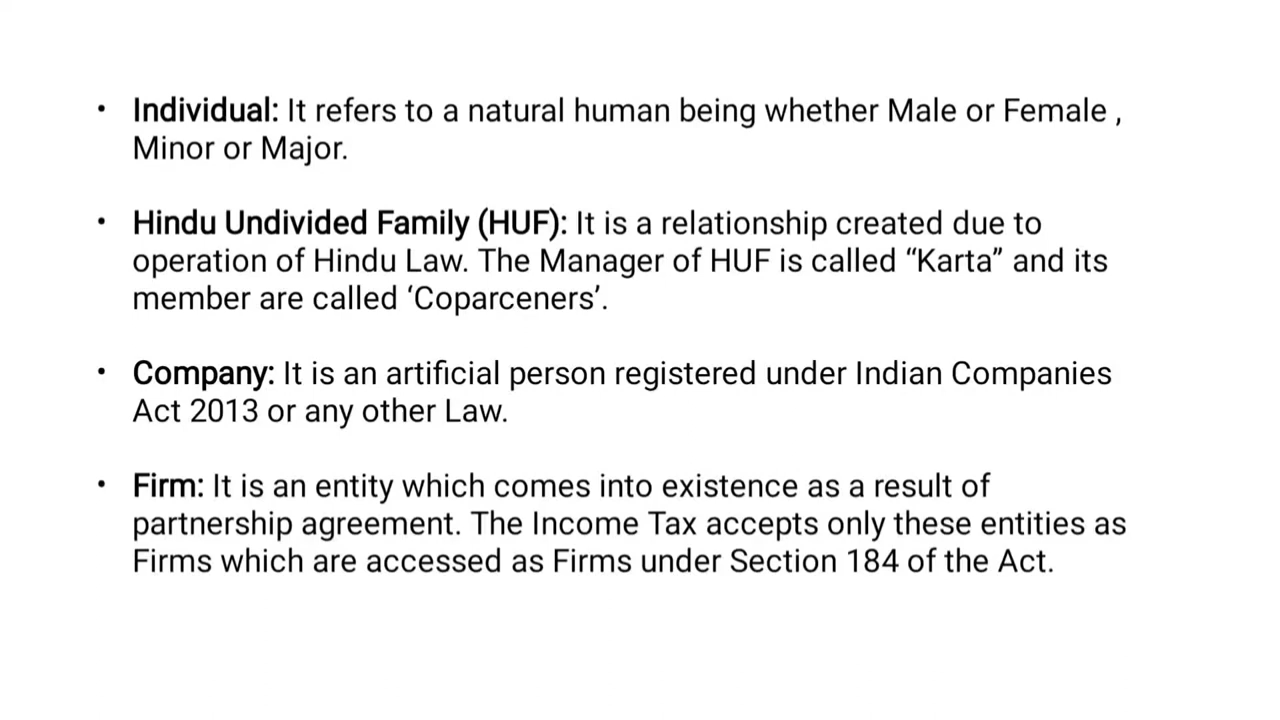 • Individual: It refers to a natural human being whether Male or Female ,
Minor or Major.
• Hindu Undivided Family (HUF): It is a relationship created due to
operation of Hindu Law. The Manager of HUF is called “Karta” and its
member are called ‘Coparceners’.
• Company: It is an artificial person registered under Indian Companies
Act 2013 or any other Law.
• Firm: It is an entity which comes into existence as a result of
partnership agreement. The Income Tax accepts only these entities as
Firms which are accessed as Firms under Section 184 of the Act.